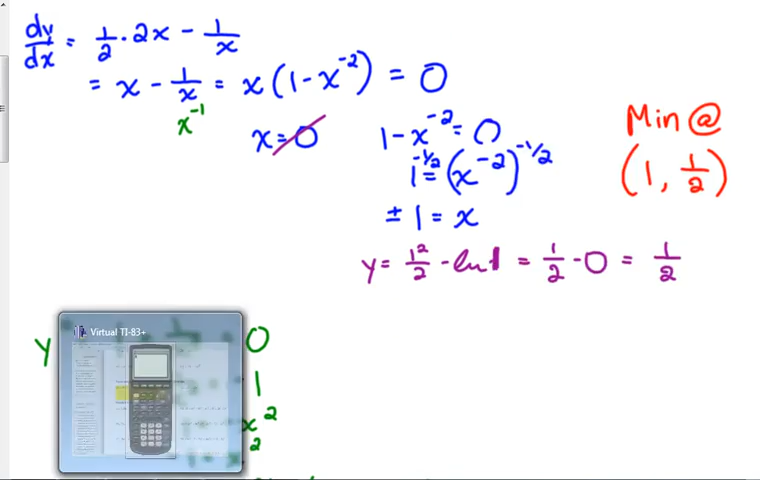 dy/dx = 1/2 · 2x − 1/x
= x − 1/x = x(1 − x^-2) = 0
x^-1
x = 0
1 − x^-2 = 0
1^-1/2 = (x^-2)^-1/2
± 1 = x
y = 1^2/2 - ln 1 = 1/2 - 0 = 1/2
Min @
(1, 1/2)
Virtual TI-83+
y
0
1
x^2
2